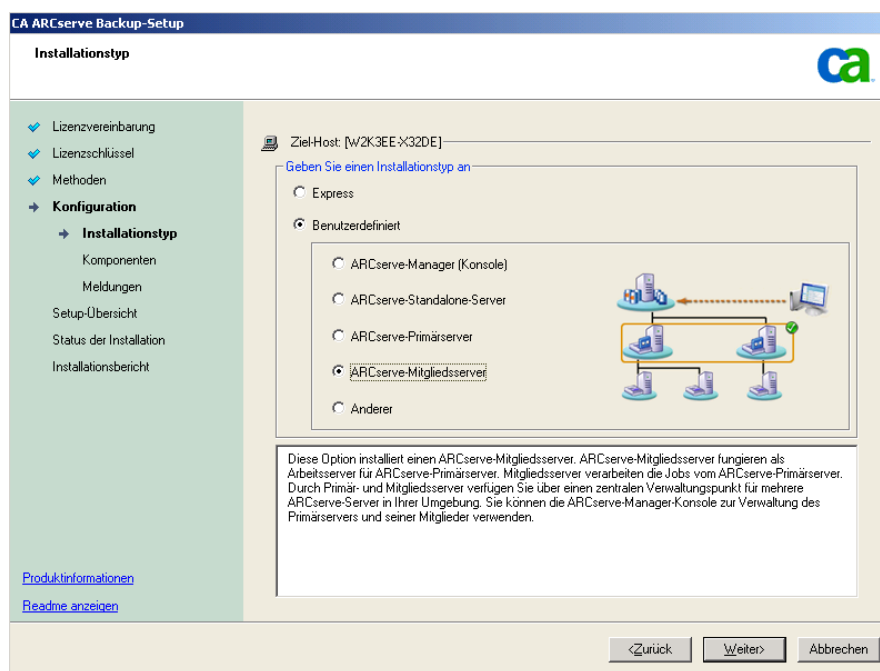 CA ARCserve Backup-Setup
Installationstyp
ca
Lizenzvereinbarung
Lizenzschlüssel
Methoden
Konfiguration
Installationstyp
Komponenten
Meldungen
Setup-Übersicht
Status der Installation
Installationsbericht
Produktinformationen
Readme anzeigen
Ziel-Host: [W2K3EE-X32DE]
Geben Sie einen Installationstyp an
Express
Benutzerdefiniert
ARCserve-Manager (Konsole)
ARCserve-Standalone-Server
ARCserve-Primärserver
ARCserve-Mitgliedsserver
Anderer
Diese Option installiert einen ARCserve-Mitgliedsserver. ARCserve-Mitgliedsserver fungieren als
Arbeitsserver für ARCserve-Primärserver. Mitgliedsserver verarbeiten die Jobs vom ARCserve-Primärserver.
Durch Primär- und Mitgliedsserver verfügen Sie über einen zentralen Verwaltungspunkt für mehrere
ARCserve-Server in Ihrer Umgebung. Sie können die ARCserve-Manager-Konsole zur Verwaltung des
Primärservers und seiner Mitglieder verwenden.
<Zurück
Weiter>
Abbrechen